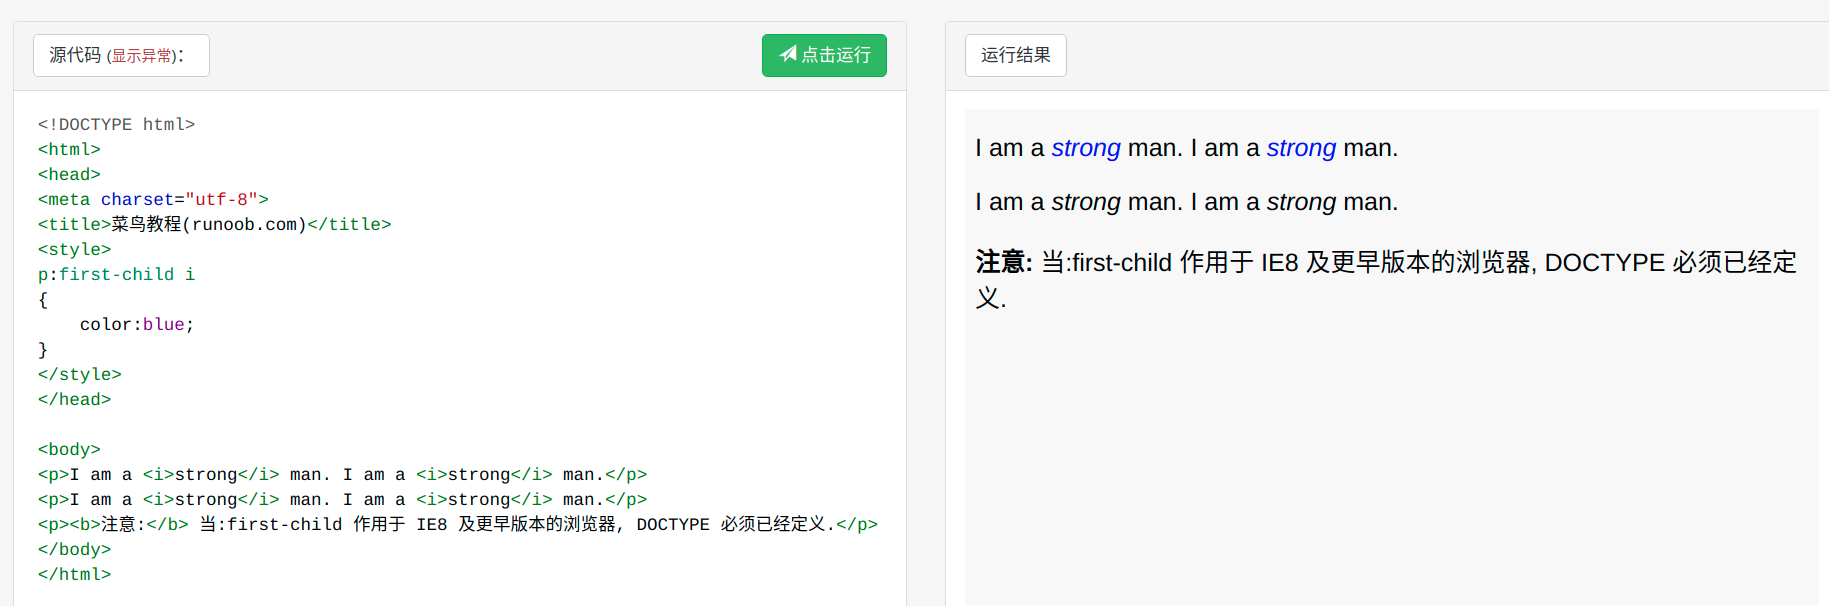 源代码 (显示异常)：
点击运行
<!DOCTYPE html>
<html>
<head>
<meta charset="utf-8">
<title>菜鸟教程(runoob.com)</title>
<style>
p:first-child i
{
    color:blue;
}
</style>
</head>

<body>
<p>I am a <i>strong</i> man. I am a <i>strong</i> man.</p>
<p>I am a <i>strong</i> man. I am a <i>strong</i> man.</p>
<p><b>注意:</b> 当:first-child 作用于 IE8 及更早版本的浏览器, DOCTYPE 必须已经定义.</p>
</body>
</html>
运行结果
I am a strong man. I am a strong man.
I am a strong man. I am a strong man.
注意: 当:first-child 作用于 IE8 及更早版本的浏览器, DOCTYPE 必须已经定
义.